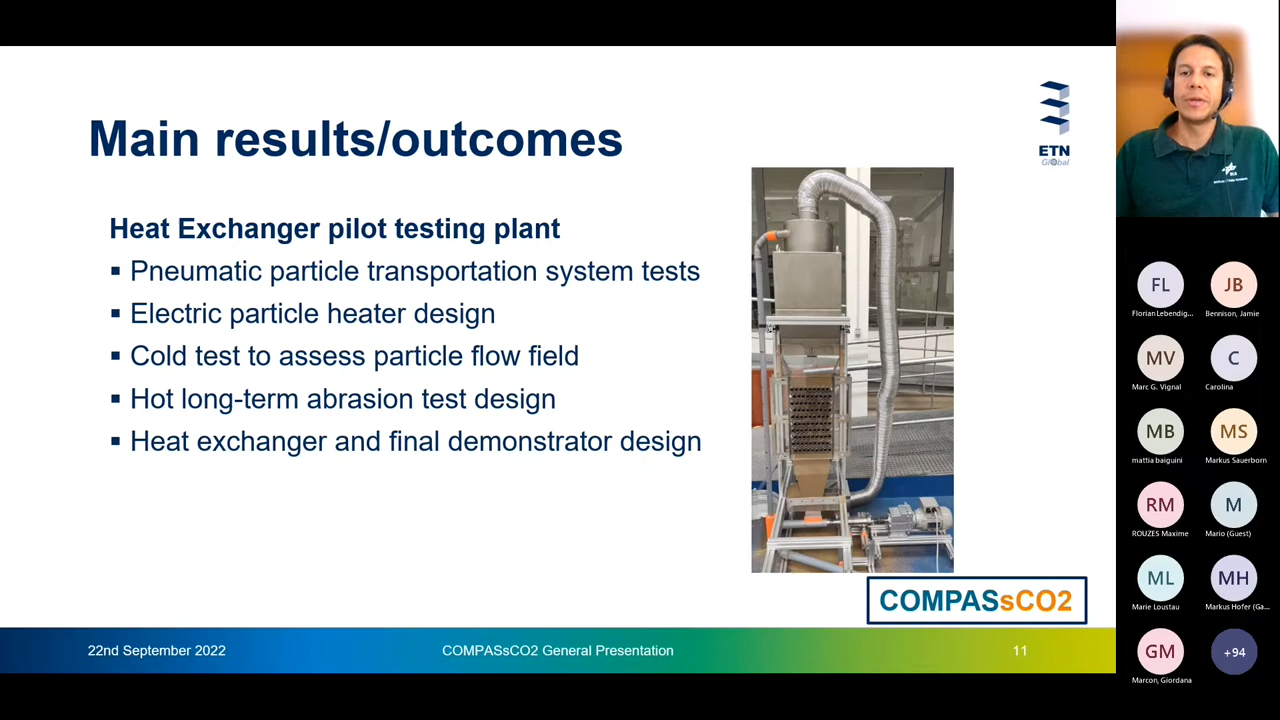 Main results/outcomes
ETN
Global
Heat Exchanger pilot testing plant
▪ Pneumatic particle transportation system tests
▪ Electric particle heater design
▪ Cold test to assess particle flow field
▪ Hot long-term abrasion test design
▪ Heat exchanger and final demonstrator design
COMPASsCO2
22nd September 2022
COMPASsCO2 General Presentation
11
DLR
FL
Florian Lebendig...
JB
Bennison, Jamie
MV
Marc G. Vignal
C
Carolina
MB
mattia baiguini
MS
Markus Sauerborn
RM
ROUZES Maxime
M
Mario (Guest)
ML
Marie Loustau
MH
Markus Hofer (Ga...
GM
Marcon, Giordana
+94